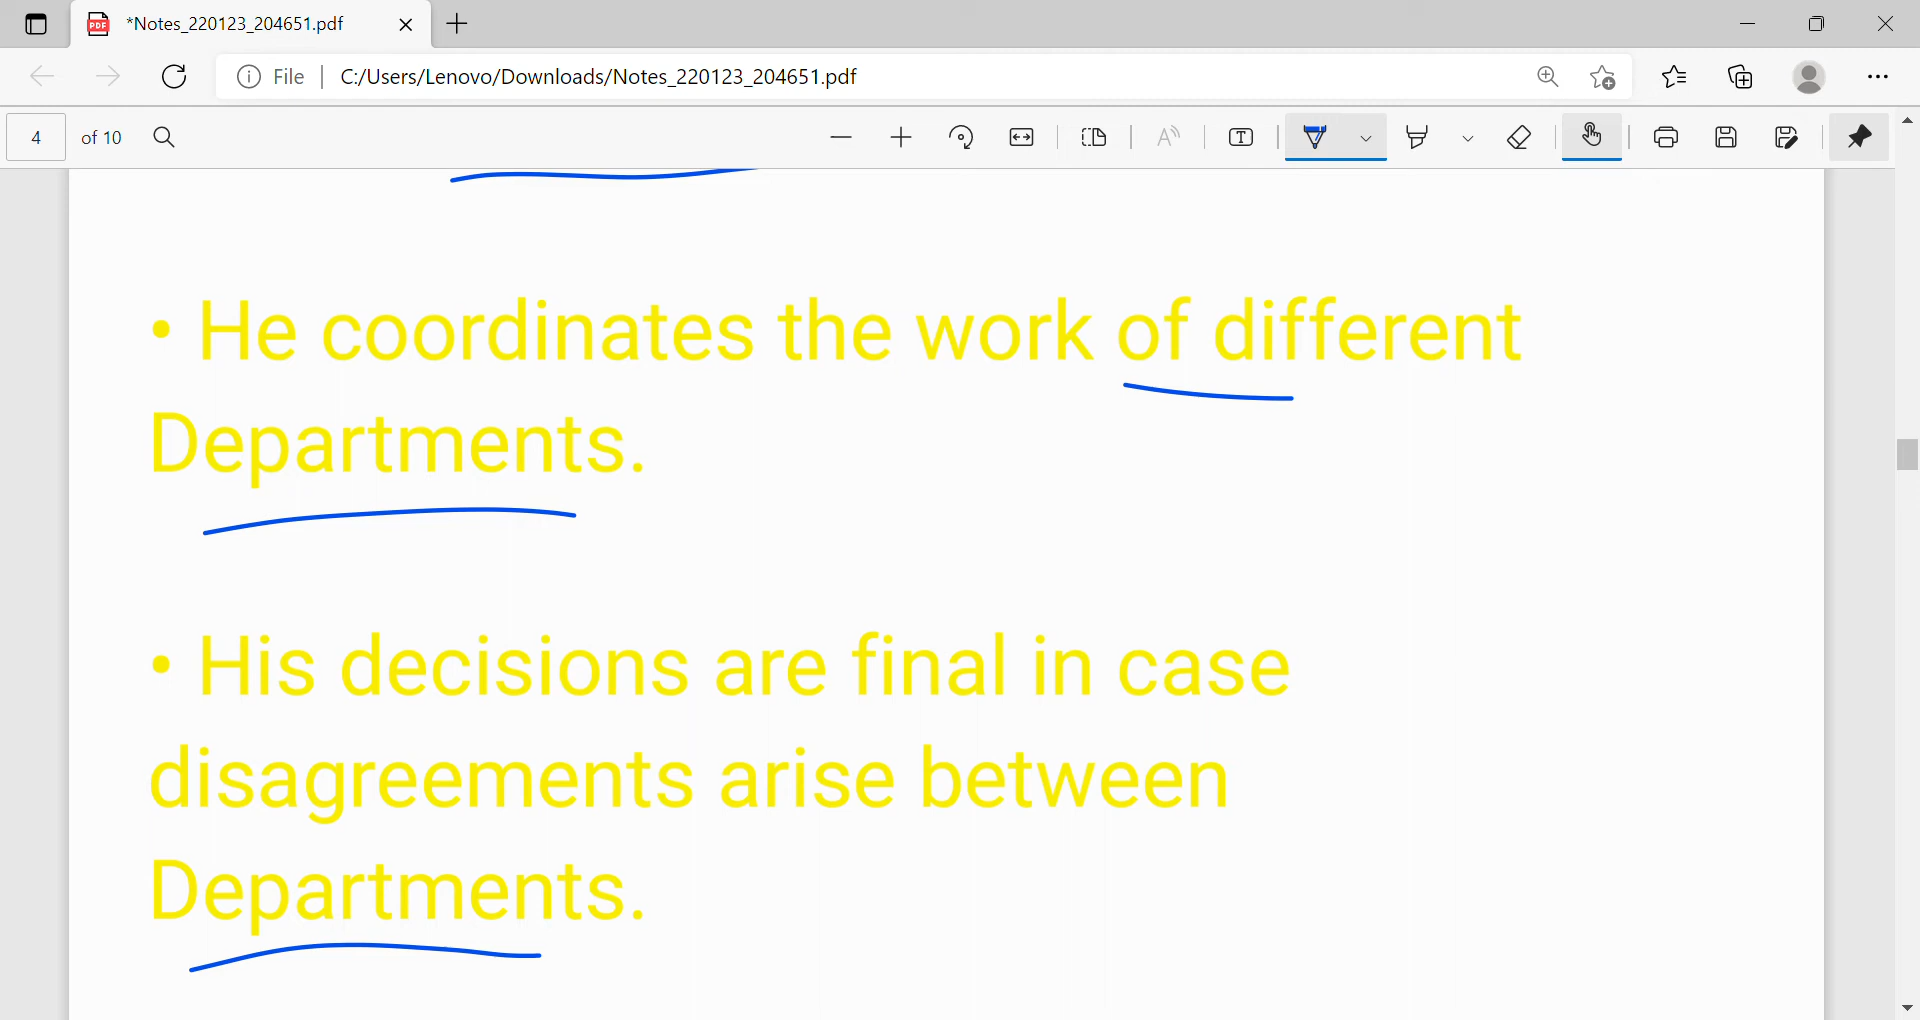 *Notes_220123_204651.pdf
File C:/Users/Lenovo/Downloads/Notes_220123_204651.pdf
4 of 10
• He coordinates the work of different
Departments.
• His decisions are final in case
disagreements arise between
Departments.